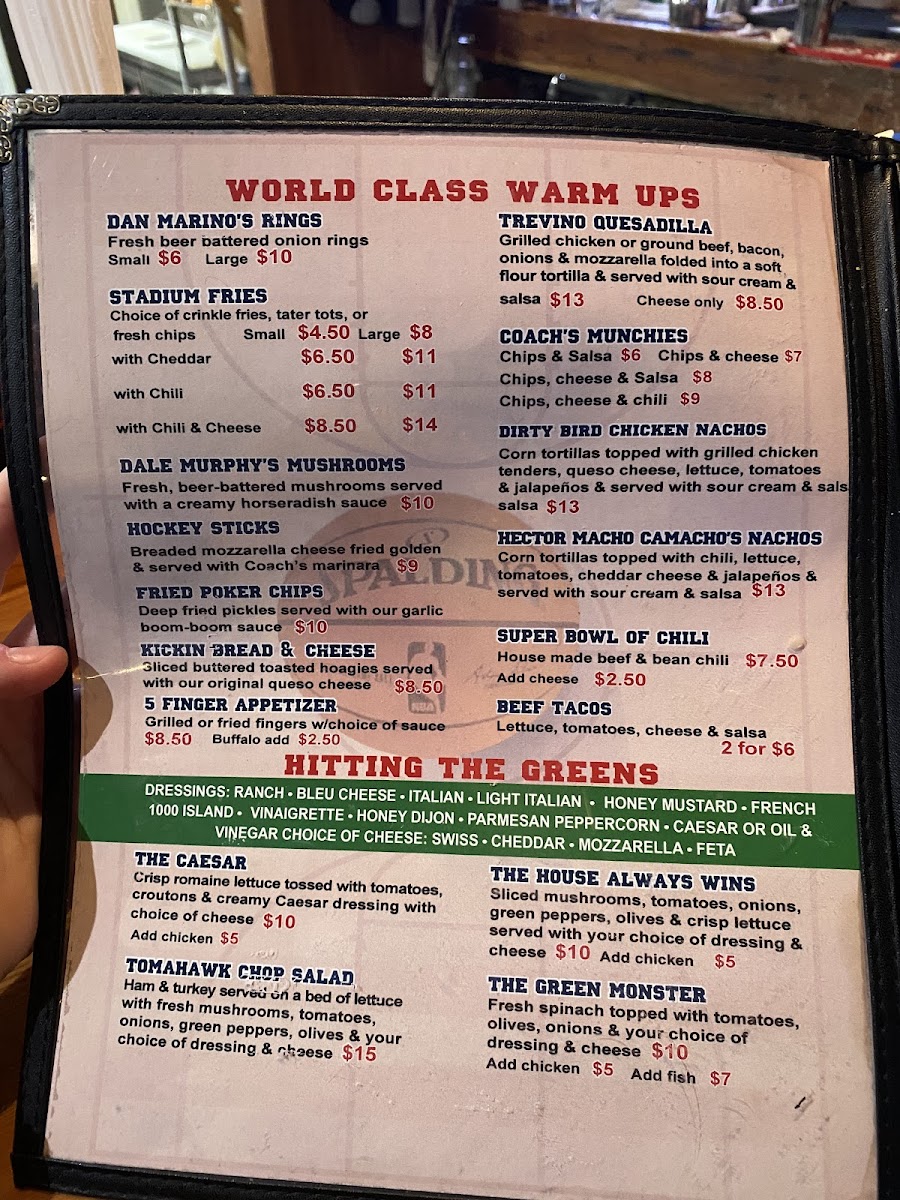 WORLD CLASS WARM UPS
DAN MARINO'S RINGS
Fresh beer battered onion rings
Small $6 Large $10
STADIUM FRIES
Choice of crinkle fries, tater tots, or
fresh chips Small $4.50 Large $8
with Cheddar $6.50 $11
with Chili $6.50 $11
with Chili & Cheese $8.50 $14
DALE MURPHY'S MUSHROOMS
Fresh, beer-battered mushrooms served
with a creamy horseradish sauce $10
HOCKEY STICKS
Breaded mozzarella cheese fried golden
& served with Coach's marinara $9
FRIED POKER CHIPS
Deep fried pickles served with our garlic
boom-boom sauce $10
KICKIN BREAD & CHEESE
Sliced buttered toasted hoagies served
with our original queso cheese $8.50
5 FINGER APPETIZER
Grilled or fried fingers w/choice of sauce
$8.50 Buffalo add $2.50
TREVINO QUESADILLA
Grilled chicken or ground beef, bacon,
onions & mozzarella folded into a soft
flour tortilla & served with sour cream &
salsa $13 Cheese only $8.50
COACH'S MUNCHIES
Chips & Salsa $6 Chips & cheese $7
Chips, cheese & Salsa $8
Chips, cheese & chili $9
DIRTY BIRD CHICKEN NACHOS
Corn tortillas topped with grilled chicken
tenders, queso cheese, lettuce, tomatoes
& jalapeños & served with sour cream & sals
salsa $13
HECTOR MACHO CAMACHO'S NACHOS
Corn tortillas topped with chili, lettuce,
tomatoes, cheddar cheese & jalapeños &
served with sour cream & salsa $13
SUPER BOWL OF CHILI
House made beef & bean chili $7.50
Add cheese $2.50
BEEF TACOS
Lettuce, tomatoes, cheese & salsa
2 for $6
SPALDING
NBA
HITTING THE GREENS
DRESSINGS: RANCH • BLEU CHEESE • ITALIAN • LIGHT ITALIAN • HONEY MUSTARD • FRENCH
1000 ISLAND • VINAIGRETTE • HONEY DIJON • PARMESAN PEPPERCORN • CAESAR OR OIL &
VINEGAR CHOICE OF CHEESE: SWISS • CHEDDAR • MOZZARELLA • FETA
THE CAESAR
Crisp romaine lettuce tossed with tomatoes,
croutons & creamy Caesar dressing with
choice of cheese $10
Add chicken $5
TOMAHAWK CHOP SALAD
Ham & turkey served on a bed of lettuce
with fresh mushrooms, tomatoes,
onions, green peppers, olives & your
choice of dressing & cheese $15
THE HOUSE ALWAYS WINS
Sliced mushrooms, tomatoes, onions,
green peppers, olives & crisp lettuce
served with your choice of dressing &
cheese $10 Add chicken $5
THE GREEN MONSTER
Fresh spinach topped with tomatoes,
olives, onions & your choice of
dressing & cheese $10
Add chicken $5 Add fish $7